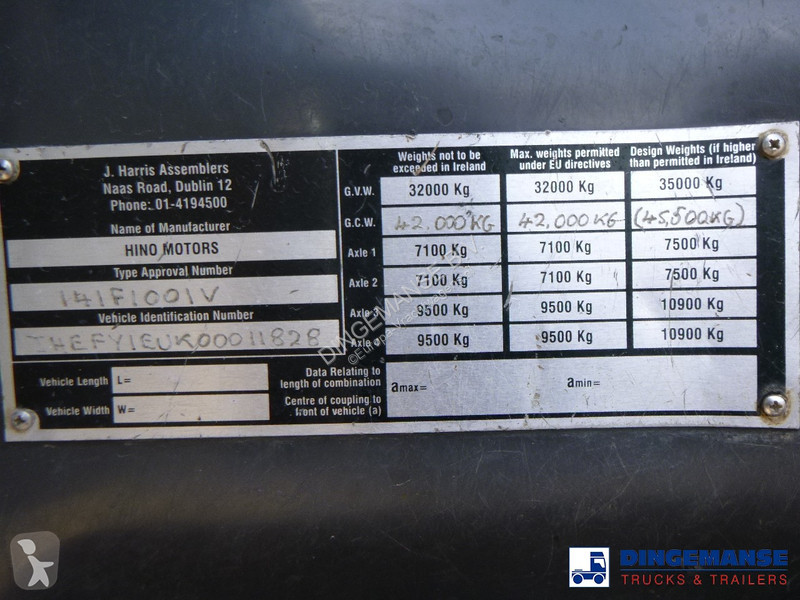 J. Harris Assemblers
Naas Road, Dublin 12
Phone: 01-4194500
Name of Manufacturer
HINO MOTORS
Type Approval Number
141F1001V
Vehicle Identification Number
JHEFY1EUK00011828
Vehicle Length L=
Vehicle Width W=
Data Relating to
length of combination
Centre of coupling to
front of vehicle (a)
Weights not to be exceeded in Ireland
Max. weights permitted under EU directives
Design Weights (if higher than permitted in Ireland)
G.V.W. 32000 Kg 32000 Kg 35000 Kg
G.C.W. 42.000KG 42,000KG (45,500KG)
Axle 1 7100 Kg 7100 Kg 7500 Kg
Axle 2 7100 Kg 7100 Kg 7500 Kg
Axle 3 9500 Kg 9500 Kg 10900 Kg
Axle 4 9500 Kg 9500 Kg 10900 Kg
amax= amin=
DINGEMANSE
TRUCKS & TRAILERS